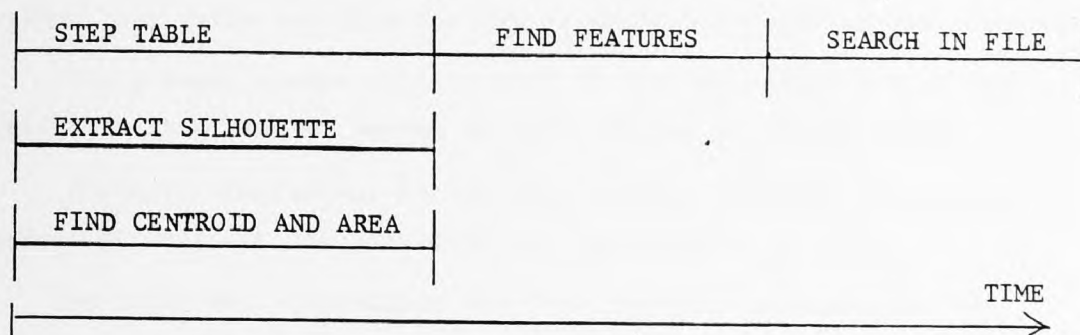 STEP TABLE FIND FEATURES SEARCH IN FILE
EXTRACT SILHOUETTE
FIND CENTROID AND AREA
TIME